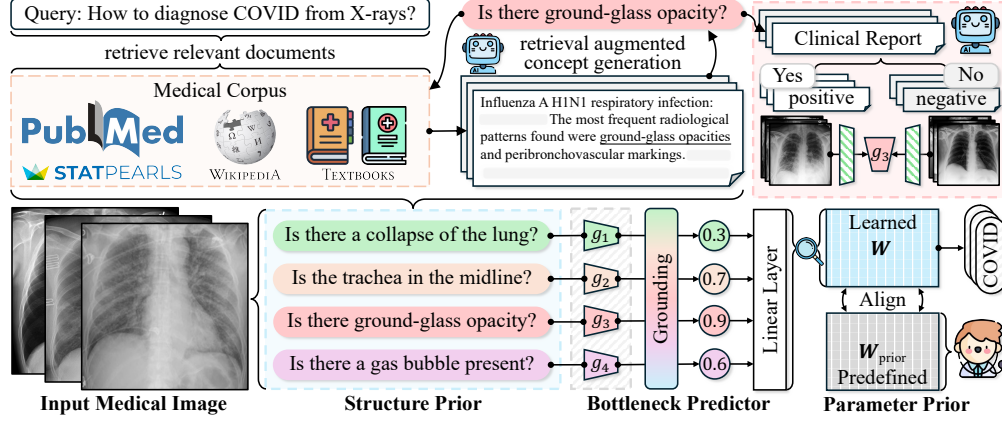 Query: How to diagnose COVID from X-rays?
retrieve relevant documents
Medical Corpus
PubMed
STATPEARLS
WIKIPEDIA
TEXTBOOKS
Is there ground-glass opacity?
retrieval augmented
concept generation
Influenza A H1N1 respiratory infection:
The most frequent radiological
patterns found were ground-glass opacities
and peribronchovascular markings.
Clinical Report
Yes
positive
No
negative
g3
Is there a collapse of the lung?
Is the trachea in the midline?
Is there ground-glass opacity?
Is there a gas bubble present?
g1
g2
g3
g4
Grounding
0.3
0.7
0.9
0.6
Linear Layer
Learned
W
Align
Wprior
Predefined
COVID
Input Medical Image
Structure Prior
Bottleneck Predictor
Parameter Prior